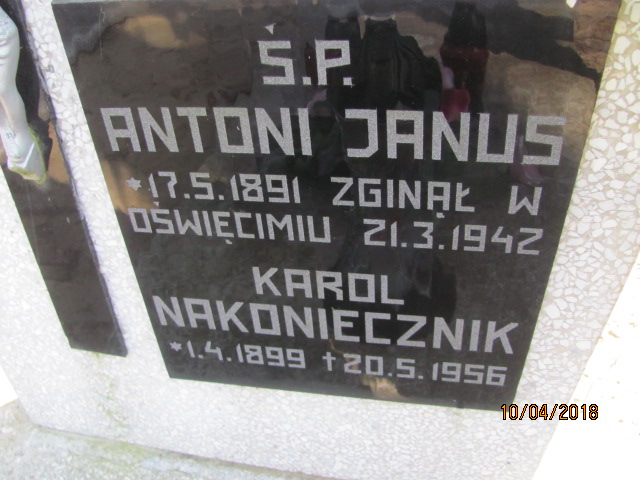 Ś.P.
ANTONI JANUS
*17.5.1891 ZGINĄŁ W
OŚWIĘCIMIU 21.3.1942
KAROL
NAKONIECZNIK
*1.4.1899 †20.5.1956
10/04/2018